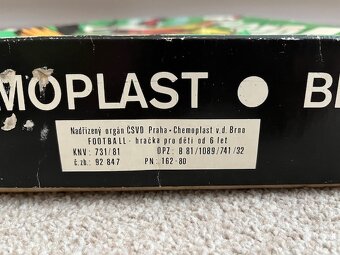 MOPLAST ● B
Nadřízený orgán ČSVD Praha - Chemoplast v.d. Brno
FOOTBALL - hračka pro děti od 6 let
KNV: 731/81 OPZ: B 81/1089/741/32
č.zb.: 92 847 PN: 162-80